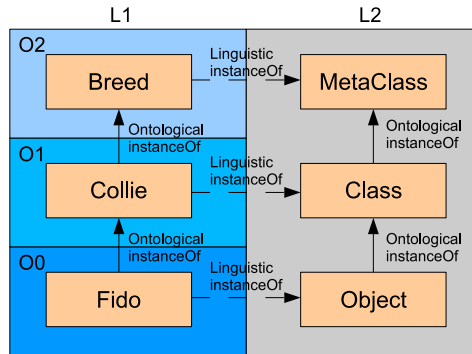 L1 L2
O2
Breed
Linguistic
instanceOf
MetaClass
Ontological
instanceOf
Ontological
instanceOf
O1
Collie
Linguistic
instanceOf
Class
Ontological
instanceOf
Ontological
instanceOf
O0
Fido
Linguistic
instanceOf
Object